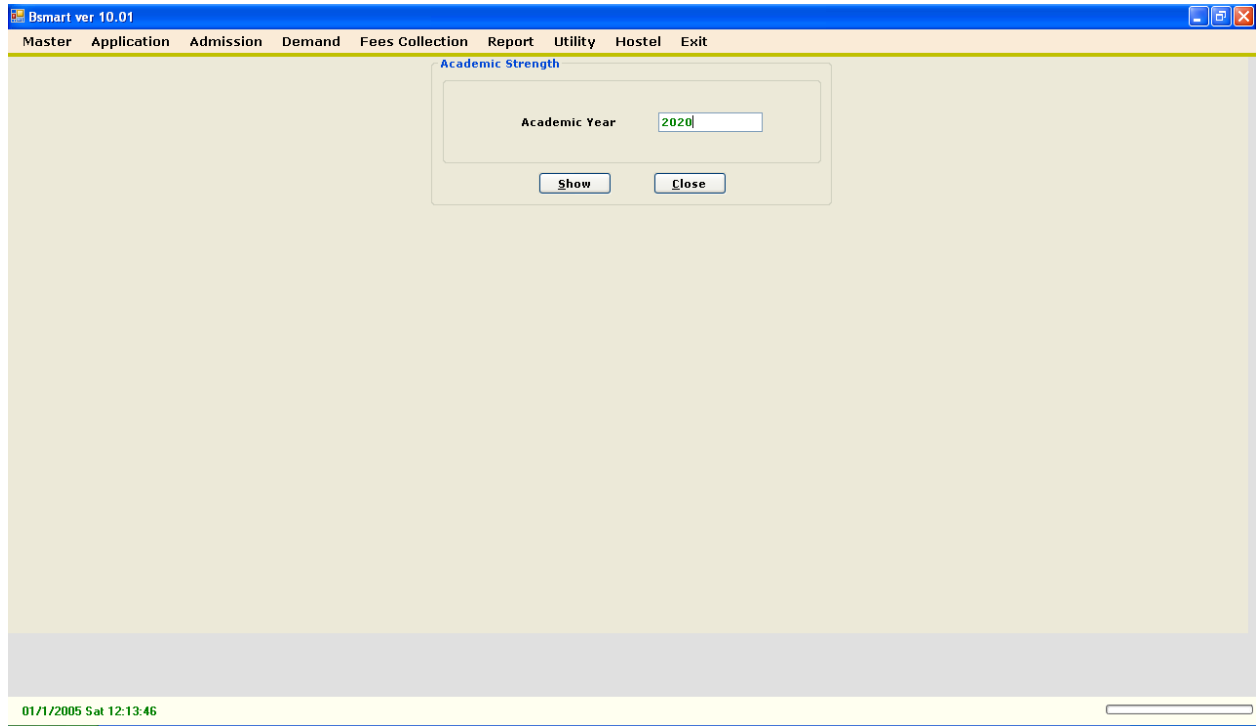 Bsmart ver 10.01
Master Application Admission Demand Fees Collection Report Utility Hostel Exit
Academic Strength
Academic Year 2020
Show Close
01/1/2005 Sat 12:13:46